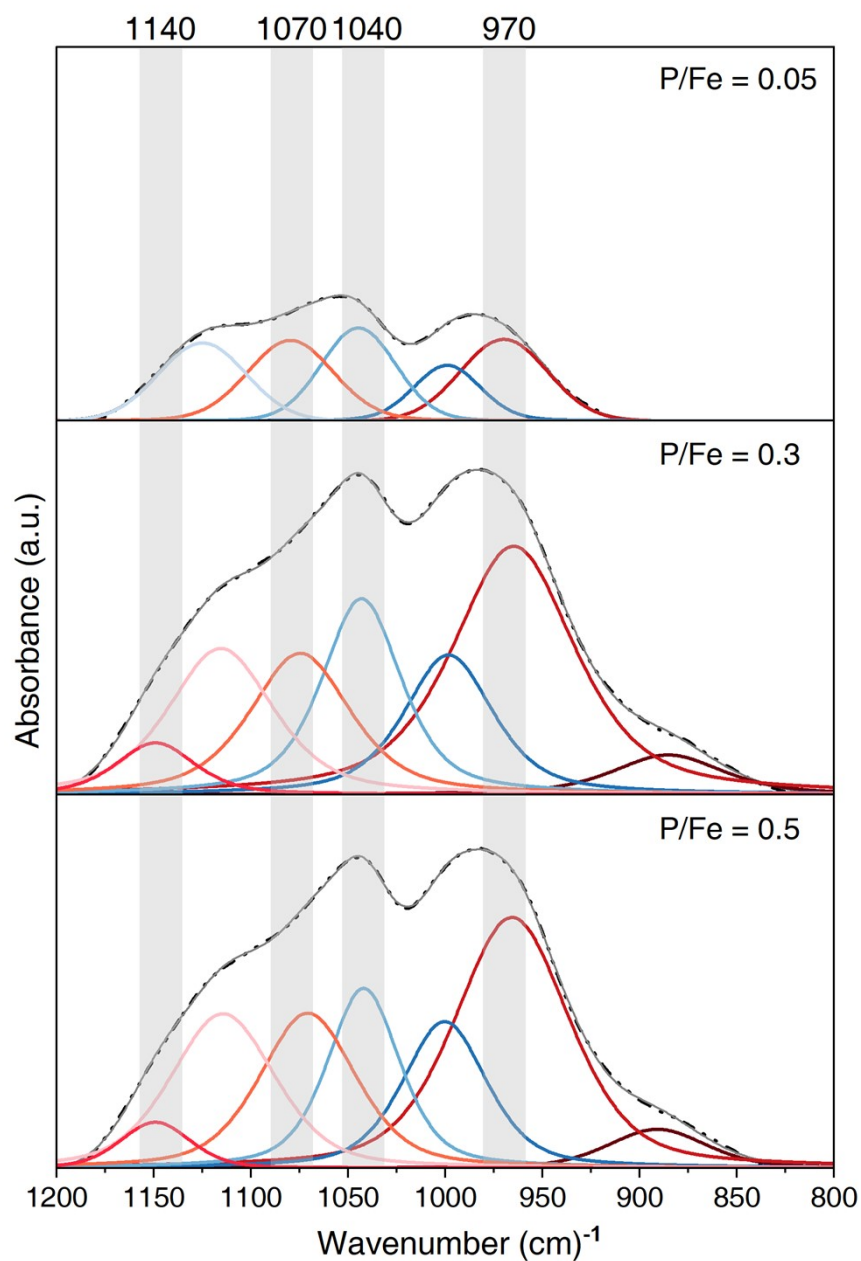 1140 1070 1040 970
P/Fe = 0.05
P/Fe = 0.3
P/Fe = 0.5
Absorbance (a.u.)
1200 1150 1100 1050 1000 950 900 850 800
Wavenumber (cm)-1